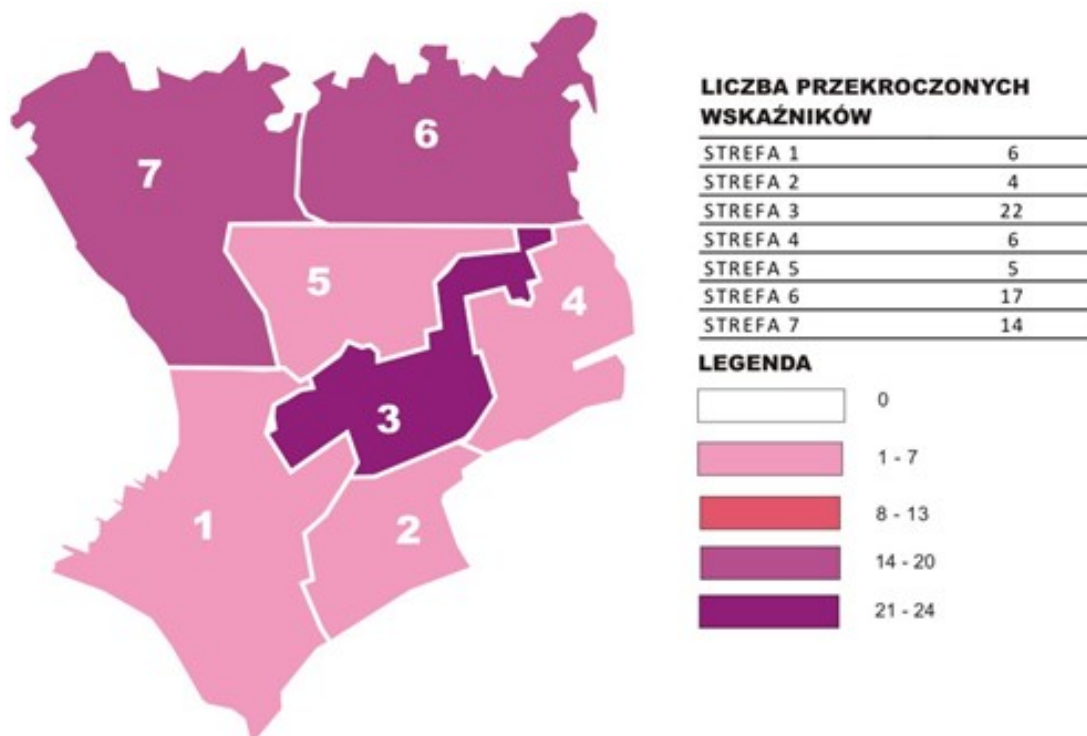 7
6
5
4
3
1
2
LICZBA PRZEKROCZONYCH
WSKAŹNIKÓW
STREFA 1 6
STREFA 2 4
STREFA 3 22
STREFA 4 6
STREFA 5 5
STREFA 6 17
STREFA 7 14
LEGENDA
0
1 - 7
8 - 13
14 - 20
21 - 24